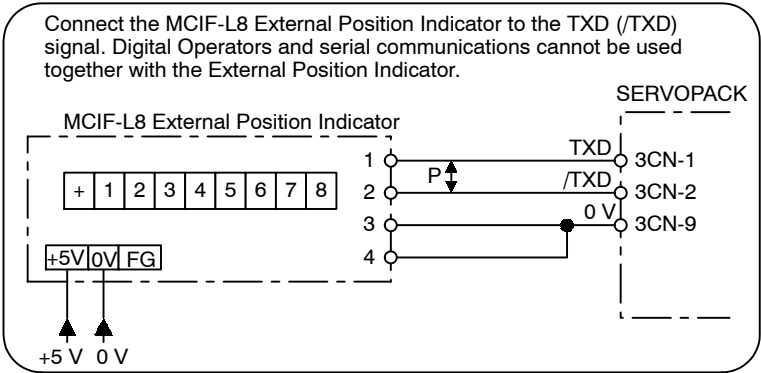 Connect the MCIF-L8 External Position Indicator to the TXD (/TXD)
signal. Digital Operators and serial communications cannot be used
together with the External Position Indicator.
SERVOPACK
MCIF-L8 External Position Indicator
1 TXD 3CN-1
P
+ 1 2 3 4 5 6 7 8
2 /TXD 3CN-2
3 0 V 3CN-9
+5V 0V FG
4
+5 V 0 V